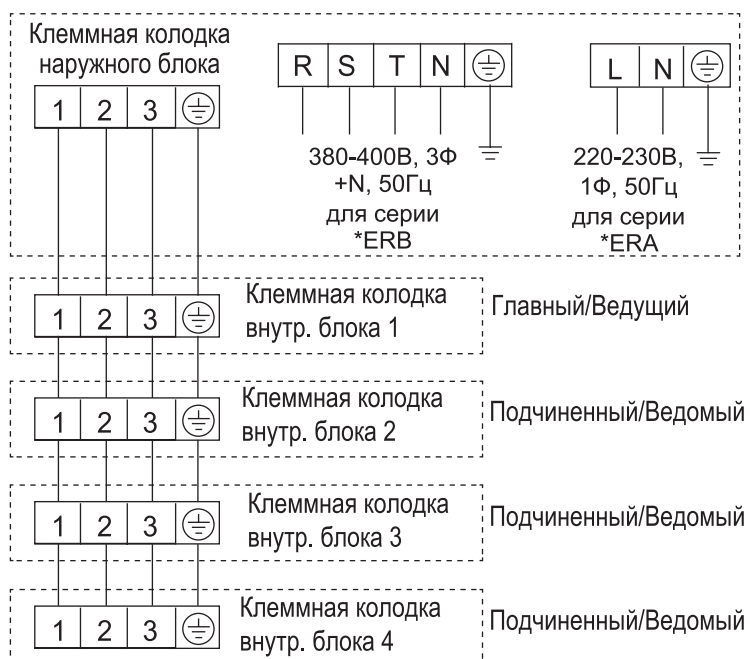 Клеммная колодка
наружного блока
1 2 3
R S T N
380-400В, 3Ф
+N, 50Гц
для серии
*ERB
L N
220-230В,
1Ф, 50Гц
для серии
*ERA
1 2 3
Клеммная колодка
внутр. блока 1
Главный/Ведущий
1 2 3
Клеммная колодка
внутр. блока 2
Подчиненный/Ведомый
1 2 3
Клеммная колодка
внутр. блока 3
Подчиненный/Ведомый
1 2 3
Клеммная колодка
внутр. блока 4
Подчиненный/Ведомый